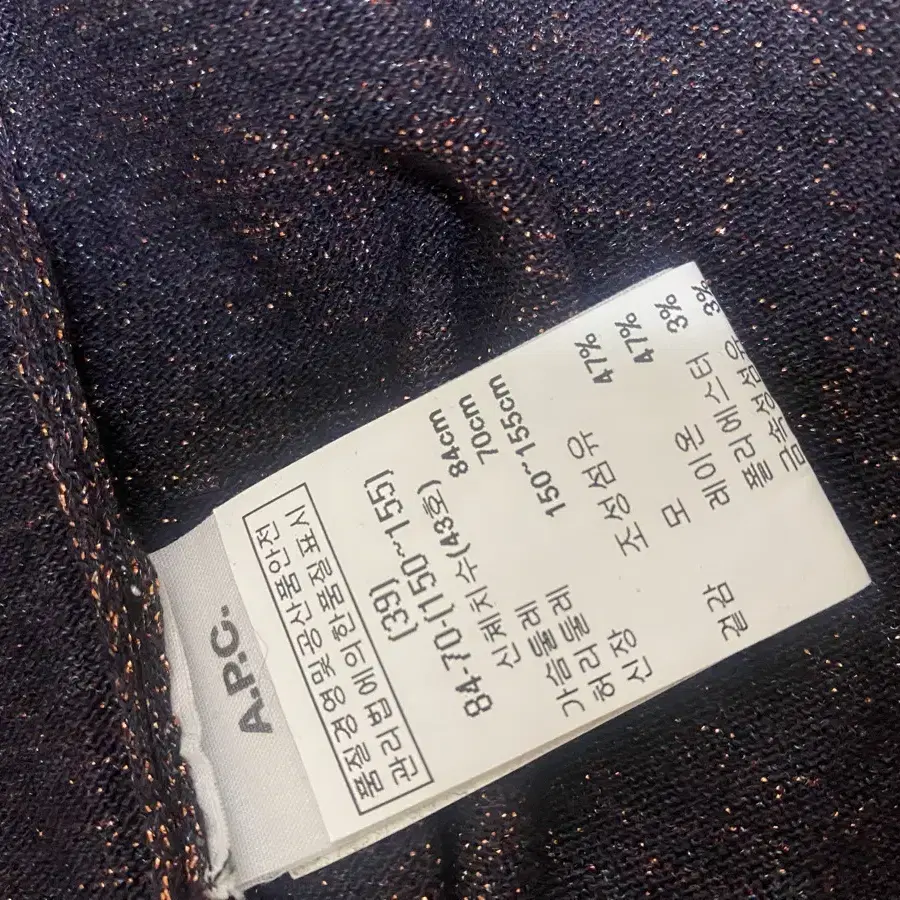 A.P.C.
품질경영및공산품안전
관리법에의한품질표시
(39)
84-70-(150~155)
신체치수(43호)
가슴둘레 84cm
허리둘레 70cm
신장 150~155cm
조성섬유
겉감 모 47%
레이온 47%
폴리에스터 3%
금속성섬유 3%